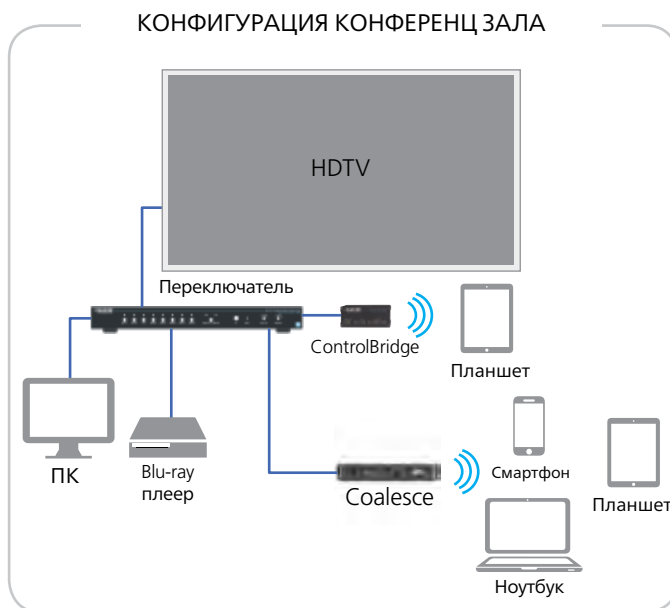 КОНФИГУРАЦИЯ КОНФЕРЕНЦ ЗАЛА
HDTV
Переключатель
ControlBridge
Планшет
ПК
Blu-ray
плеер
Coalesce
Смартфон
Планшет
Ноутбук